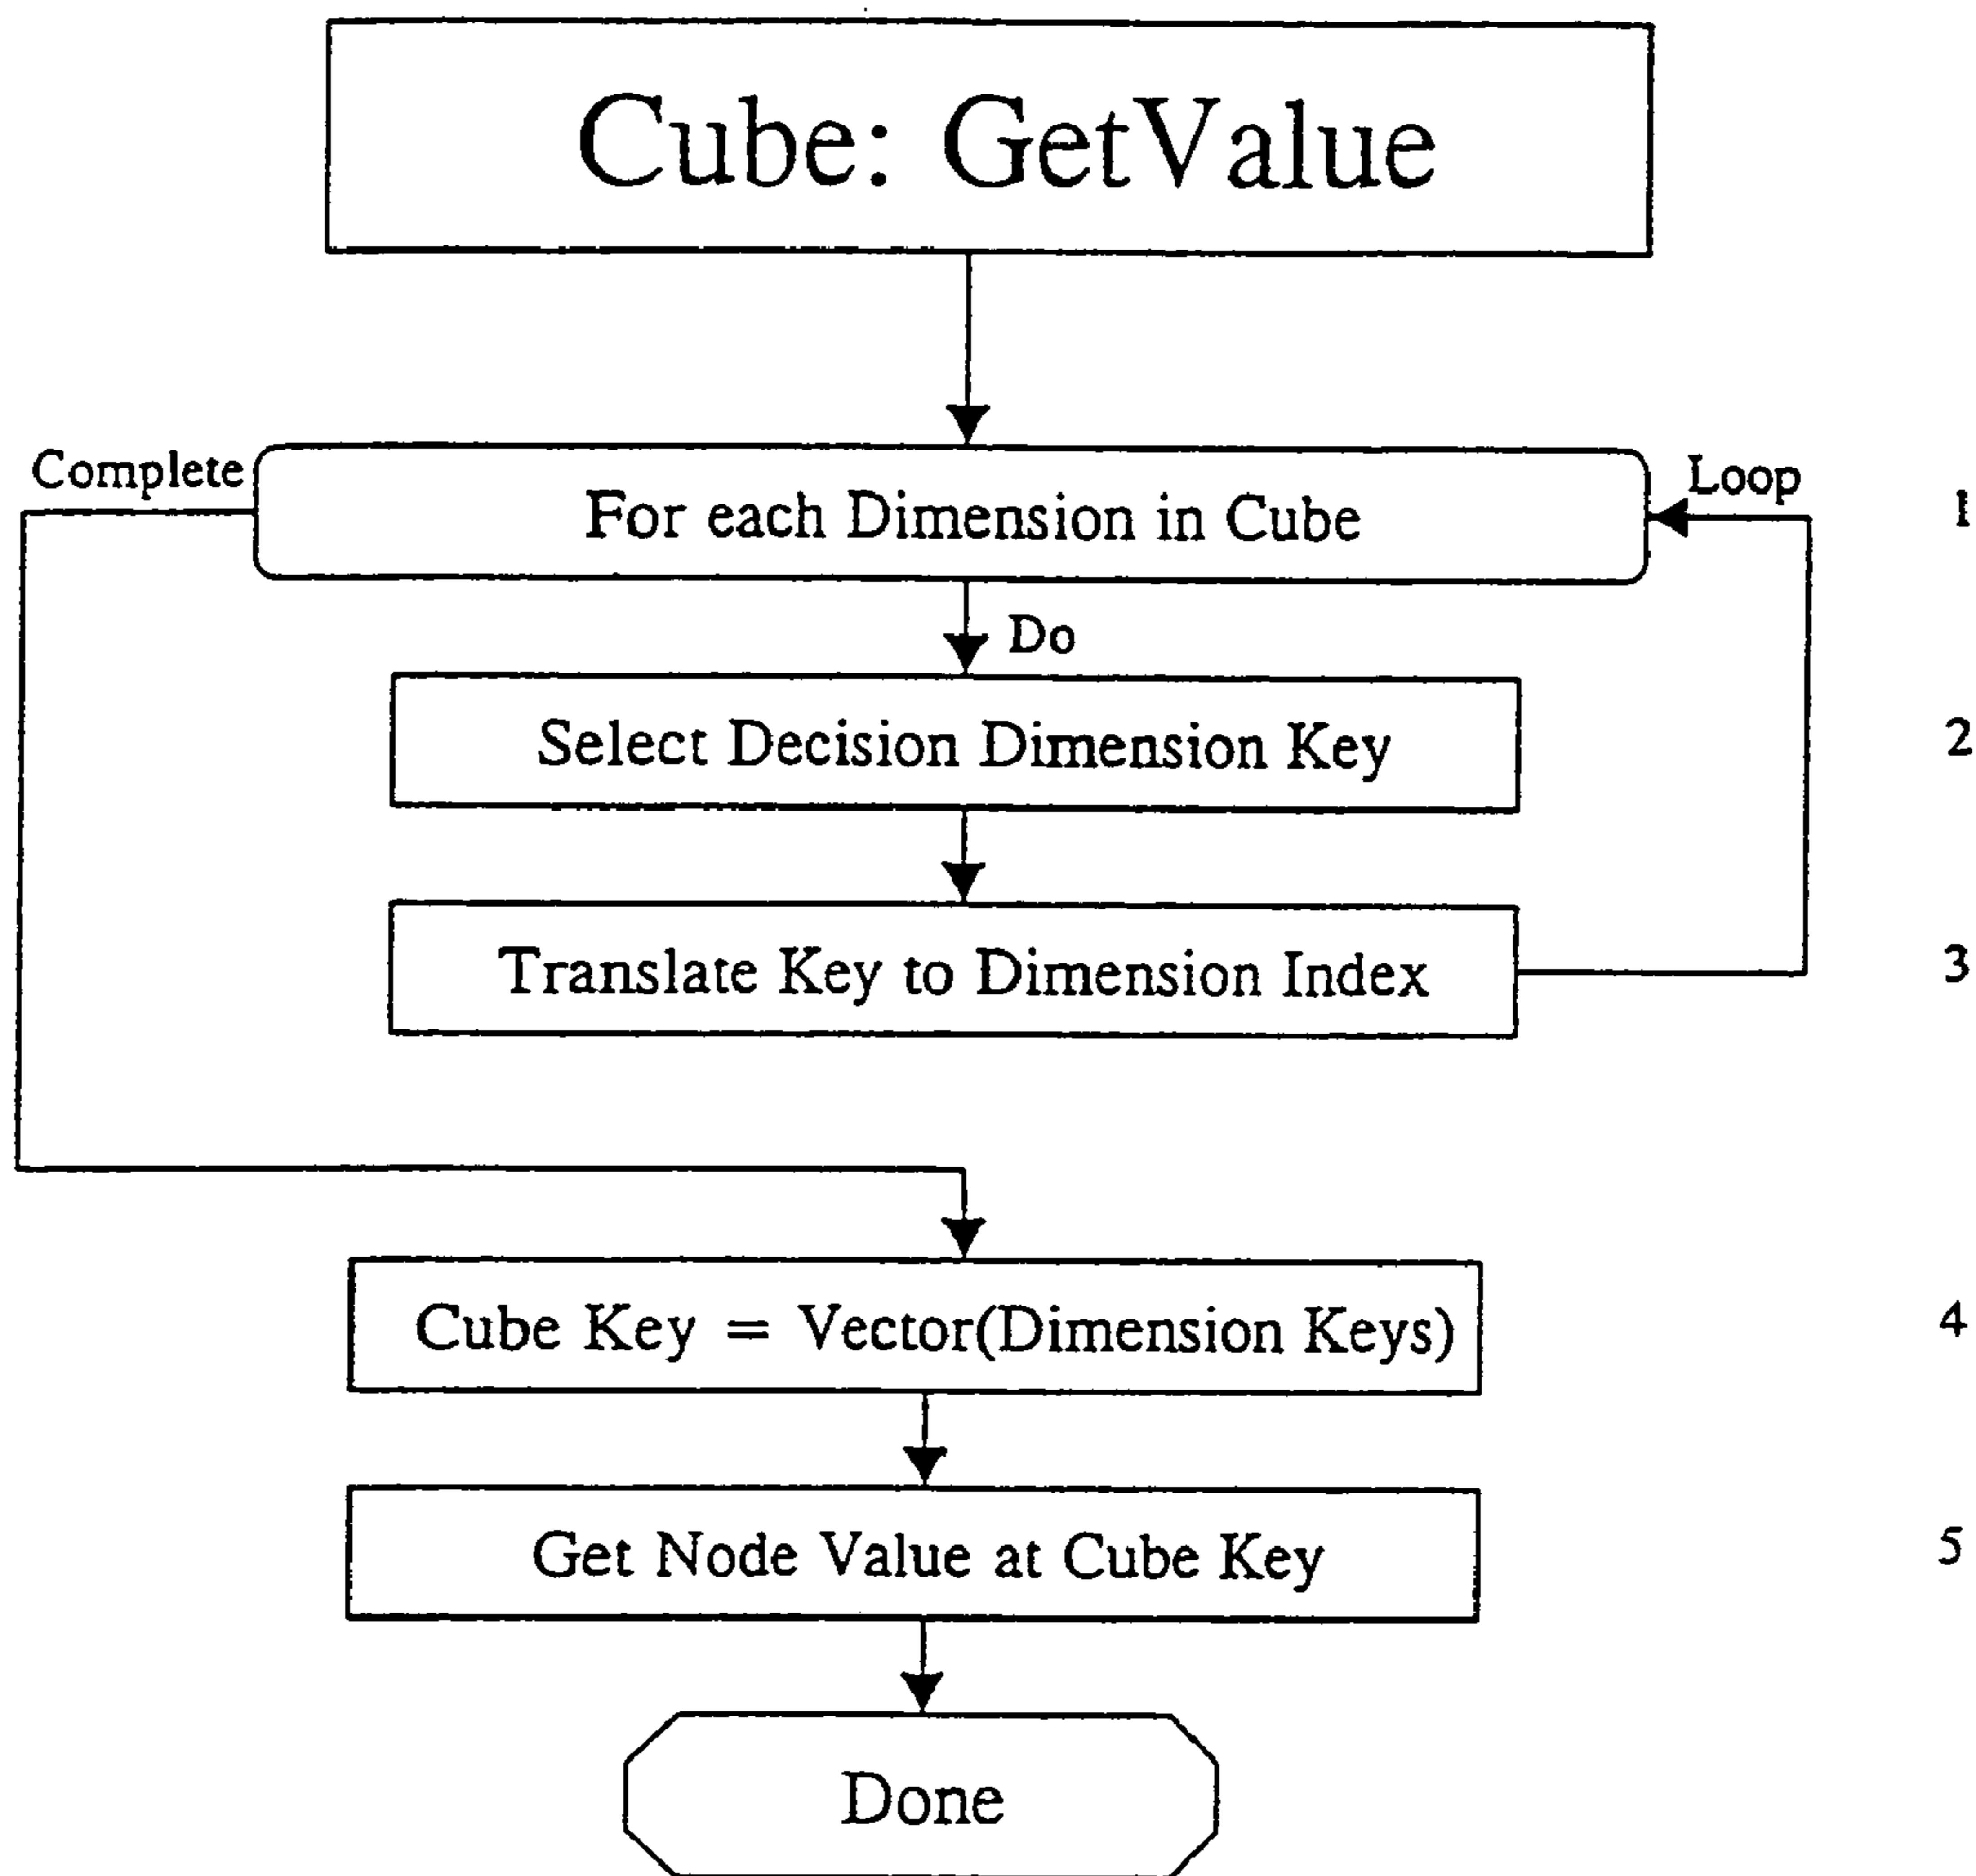 Cube: GetValue
Complete
For each Dimension in Cube
Loop
1
Do
Select Decision Dimension Key
2
Translate Key to Dimension Index
3
Cube Key = Vector(Dimension Keys)
4
Get Node Value at Cube Key
5
Done